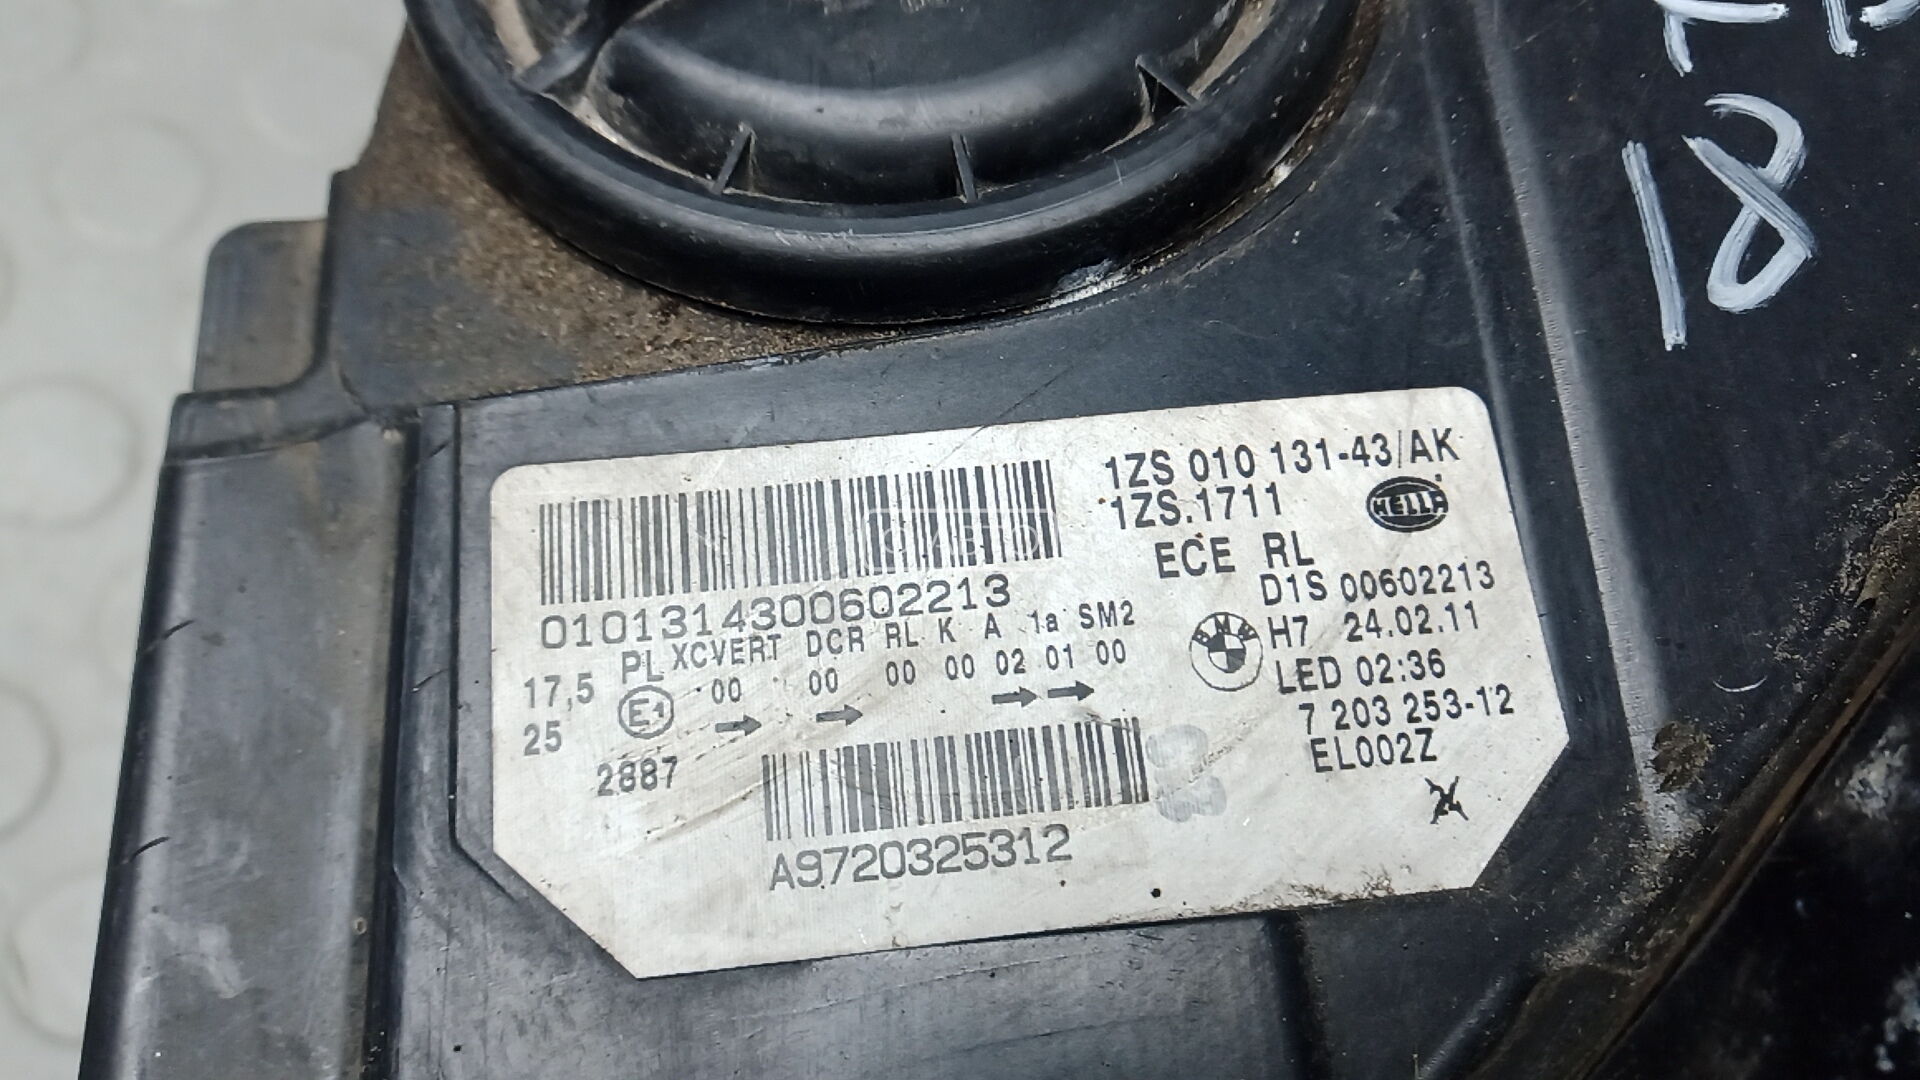 18
1ZS 010 131-43/AK
1ZS.1711
HELLA
ECE RL
0101314300602213
D1S 00602213
PL XCVERT DCR RL K A 1a SM2
BMW
H7 24.02.11
17,5 E1 00 00 00 00 02 01 00
LED 02:36
25
7 203 253-12
2887
EL002Z
A9720325312